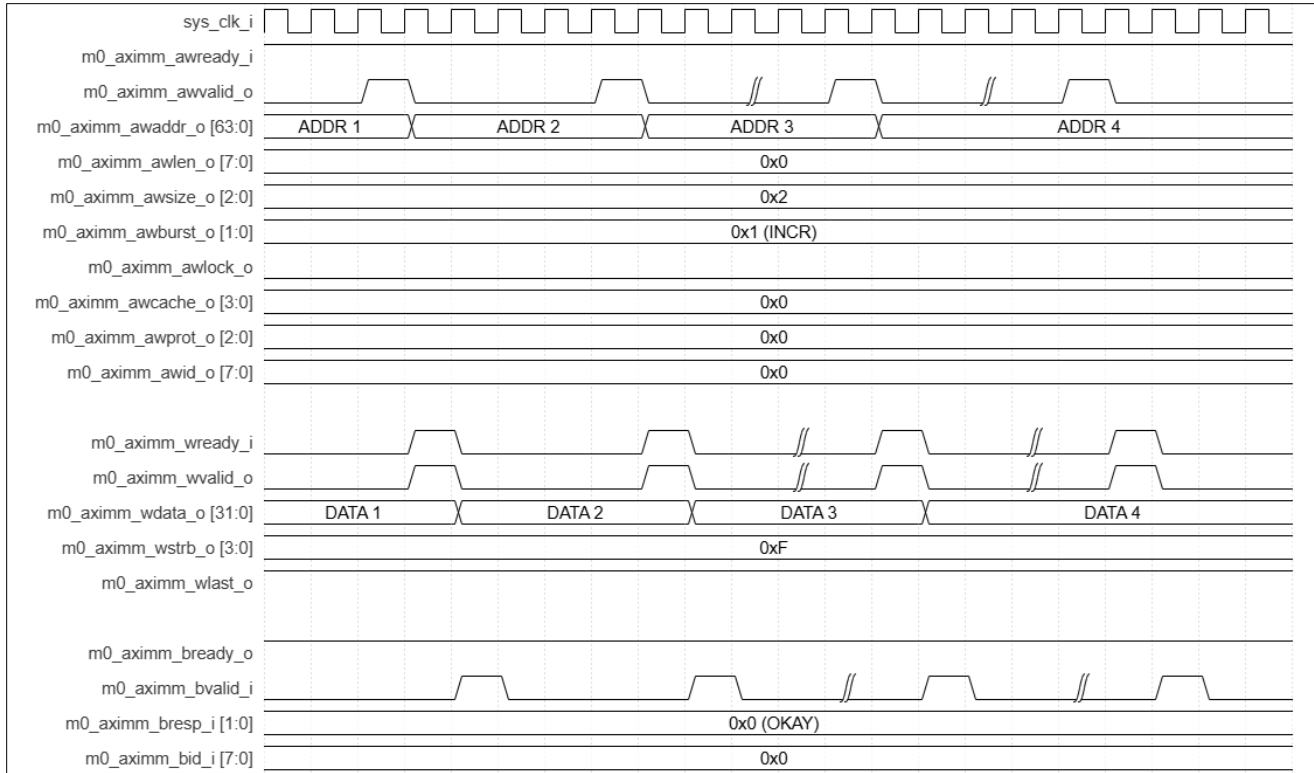 sys_clk_i
m0_aximm_awready_i
m0_aximm_awvalid_o
m0_aximm_awaddr_o [63:0] ADDR 1 ADDR 2 ADDR 3 ADDR 4
m0_aximm_awlen_o [7:0] 0x0
m0_aximm_awsize_o [2:0] 0x2
m0_aximm_awburst_o [1:0] 0x1 (INCR)
m0_aximm_awlock_o
m0_aximm_awcache_o [3:0] 0x0
m0_aximm_awprot_o [2:0] 0x0
m0_aximm_awid_o [7:0] 0x0
m0_aximm_wready_i
m0_aximm_wvalid_o
m0_aximm_wdata_o [31:0] DATA 1 DATA 2 DATA 3 DATA 4
m0_aximm_wstrb_o [3:0] 0xF
m0_aximm_wlast_o
m0_aximm_bready_o
m0_aximm_bvalid_i
m0_aximm_bresp_i [1:0] 0x0 (OKAY)
m0_aximm_bid_i [7:0] 0x0